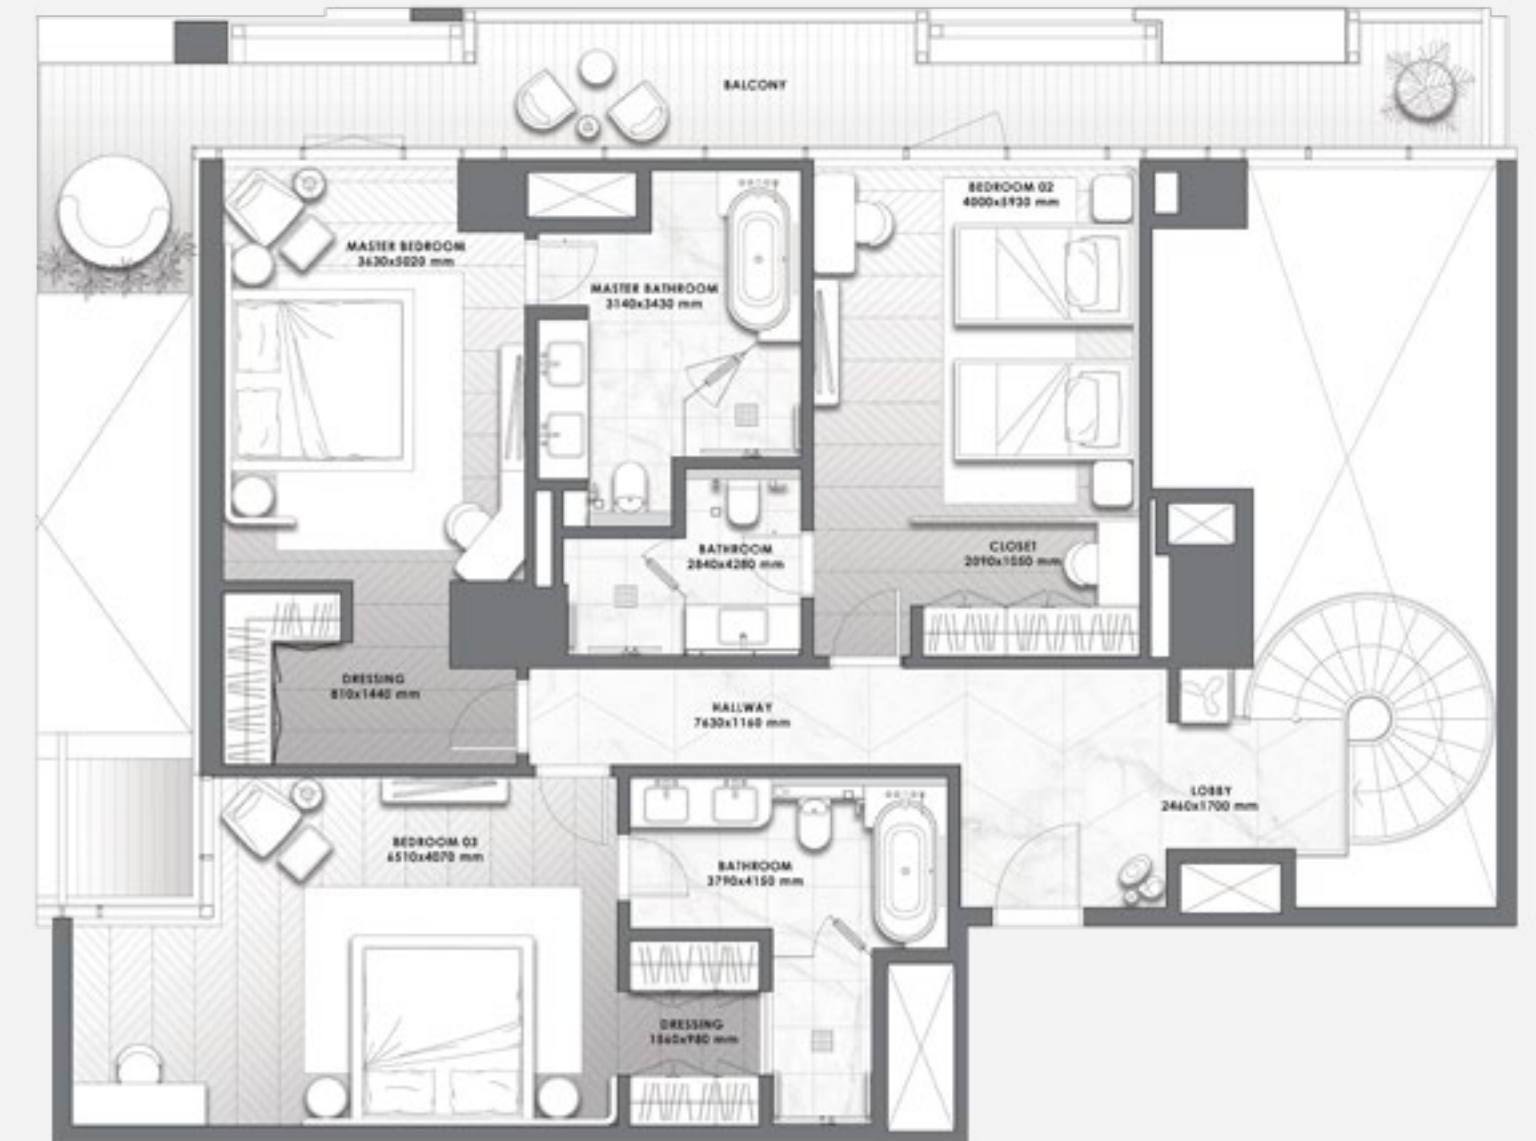 BALCONY
BEDROOM 02
4000x5930 mm
MASTER BEDROOM
3630x5020 mm
MASTER BATHROOM
3140x3430 mm
BATHROOM
2840x4280 mm
CLOSET
2090x1050 mm
DRESSING
810x1440 mm
HALLWAY
7630x1160 mm
LOBBY
2460x1700 mm
BEDROOM 03
6510x4070 mm
BATHROOM
3790x4150 mm
DRESSING
1560x980 mm